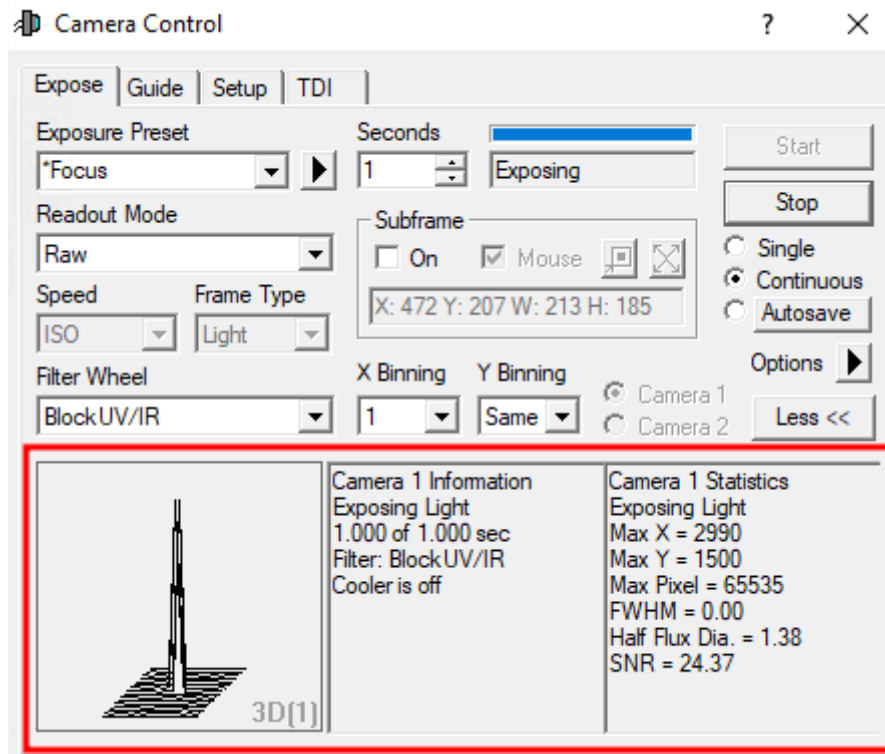 Camera Control
?
Expose Guide Setup TDI
Exposure Preset
*Focus
Seconds
1
Exposing
Start
Stop
Readout Mode
Raw
Subframe
On
Mouse
X: 472 Y: 207 W: 213 H: 185
Single
Continuous
Autosave
Speed
ISO
Frame Type
Light
Filter Wheel
BlockUV/IR
X Binning
1
Y Binning
Same
Camera 1
Camera 2
Options
Less <<
3D(1)
Camera 1 Information
Exposing Light
1.000 of 1.000 sec
Filter: BlockUV/IR
Cooler is off
Camera 1 Statistics
Exposing Light
Max X = 2990
Max Y = 1500
Max Pixel = 65535
FWHM = 0.00
Half Flux Dia. = 1.38
SNR = 24.37